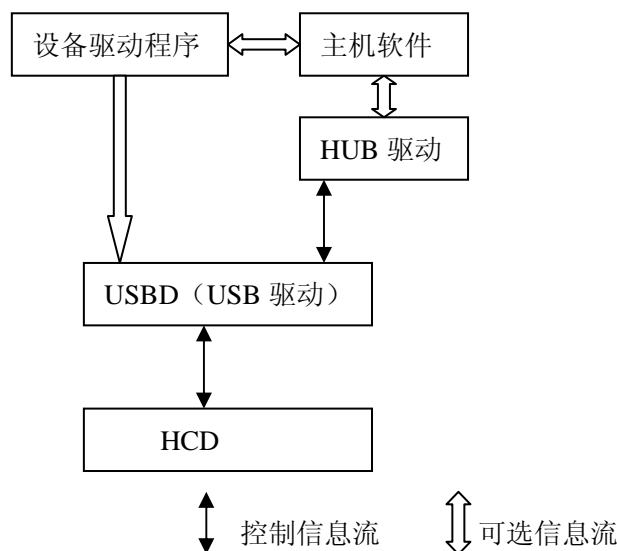 设备驱动程序
主机软件
HUB 驱动
USBD（USB 驱动）
HCD
控制信息流
可选信息流